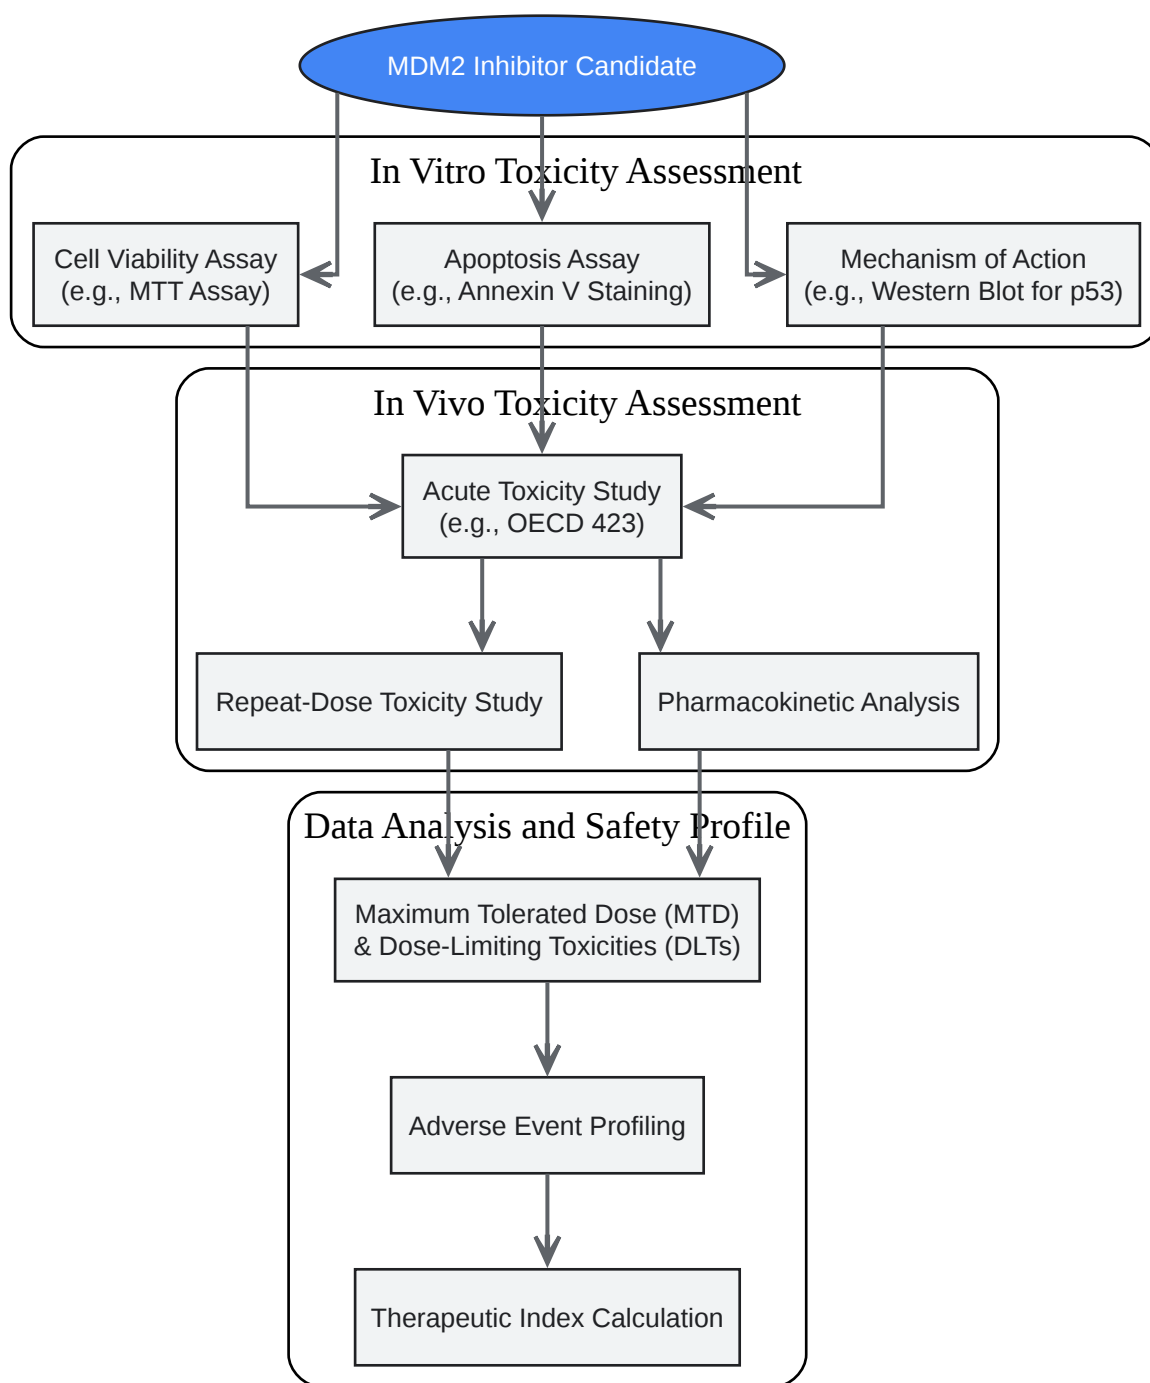 MDM2 Inhibitor Candidate
In Vitro Toxicity Assessment
Cell Viability Assay
(e.g., MTT Assay)
Apoptosis Assay
(e.g., Annexin V Staining)
Mechanism of Action
(e.g., Western Blot for p53)
In Vivo Toxicity Assessment
Acute Toxicity Study
(e.g., OECD 423)
Repeat-Dose Toxicity Study
Pharmacokinetic Analysis
Data Analysis and Safety Profile
Maximum Tolerated Dose (MTD)
& Dose-Limiting Toxicities (DLTs)
Adverse Event Profiling
Therapeutic Index Calculation